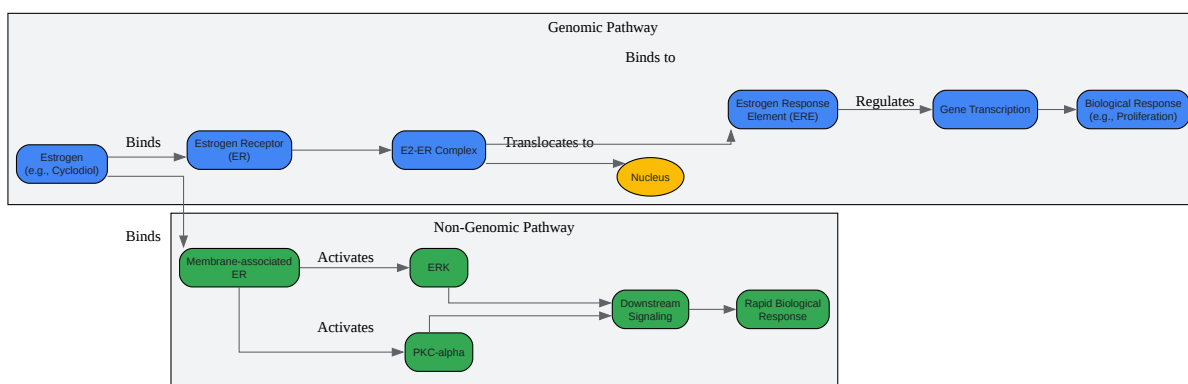 Genomic Pathway
Binds to
Estrogen Response
Element (ERE)
Regulates
Gene Transcription
Biological Response
(e.g., Proliferation)
Binds
Estrogen Receptor
(ER)
E2-ER Complex
Translocates to
Estrogen
(e.g., Cyclodiol)
Nucleus
Non-Genomic Pathway
Binds
Membrane-associated
ER
Activates
ERK
Downstream
Signaling
Rapid Biological
Response
Activates
PKC-alpha